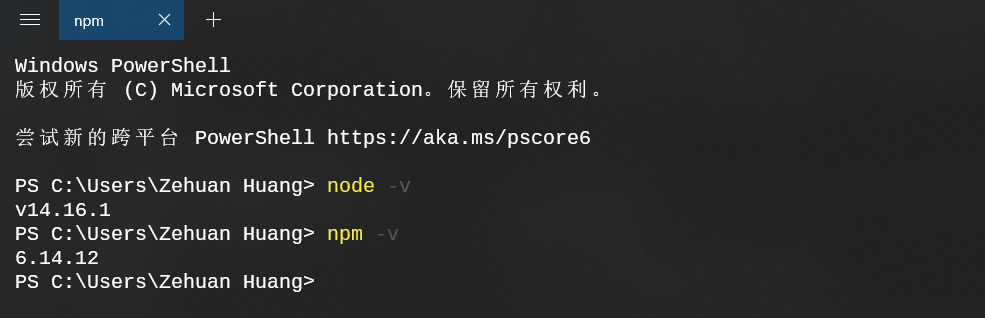 npm
Windows PowerShell
版权所有 (C) Microsoft Corporation。保留所有权利。
尝试新的跨平台 PowerShell https://aka.ms/pscore6
PS C:\Users\Zehuan Huang> node -v
v14.16.1
PS C:\Users\Zehuan Huang> npm -v
6.14.12
PS C:\Users\Zehuan Huang>